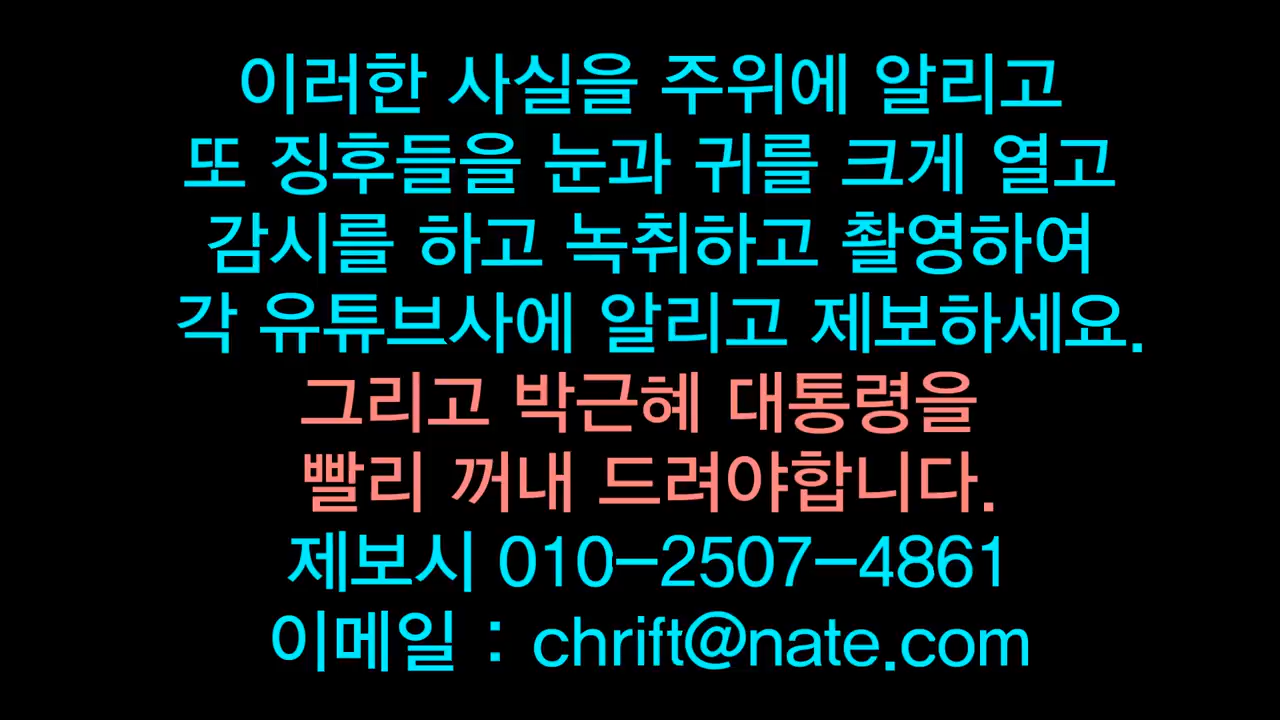 이러한 사실을 주위에 알리고
또 징후들을 눈과 귀를 크게 열고
감시를 하고 녹취하고 촬영하여
각 유튜브사에 알리고 제보하세요.
그리고 박근혜 대통령을
빨리 꺼내 드려야합니다.
제보시 010-2507-4861
이메일 : chrift@nate.com